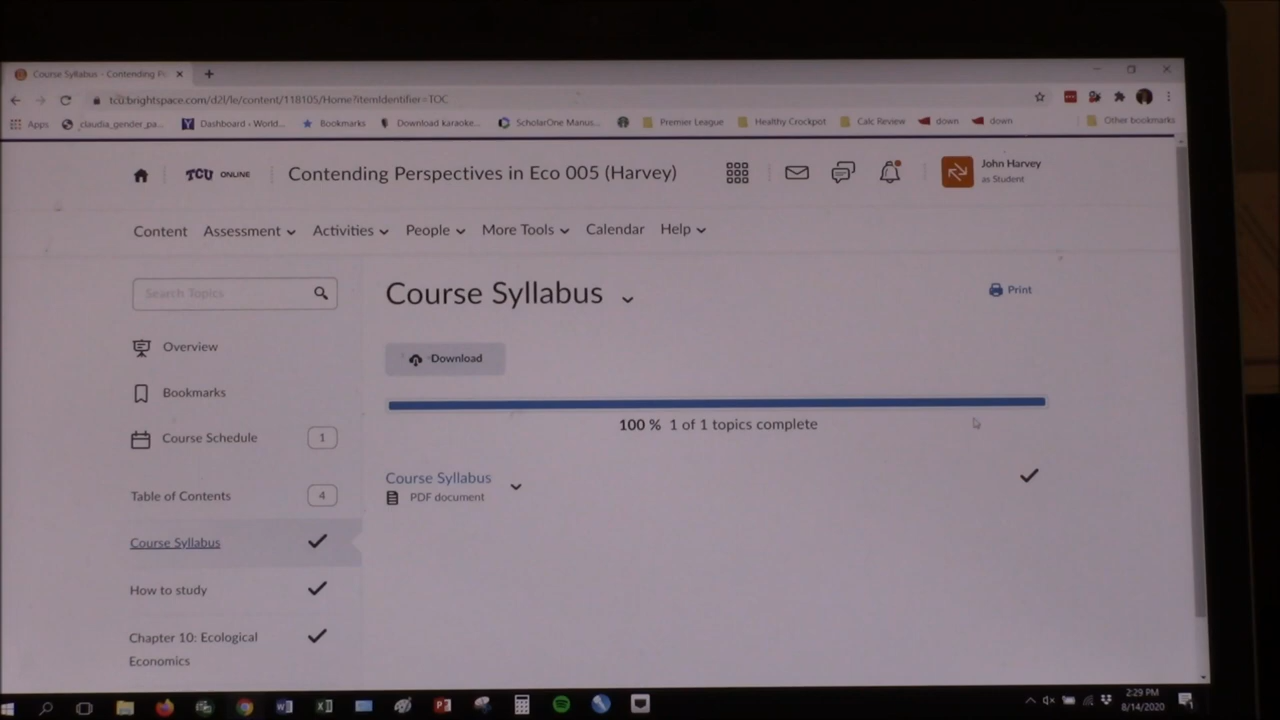 Course Syllabus - Contending Pe
tcu.brightspace.com/d2l/le/content/118105/Home?itemIdentifier=TOC
Apps claudia_gender_pa... Dashboard - World... Bookmarks Download karaoke... ScholarOne Manus... Premier League Healthy Crockpot Calc Review down down Other bookmarks
TCU ONLINE Contending Perspectives in Eco 005 (Harvey) John Harvey
as Student
Content Assessment Activities People More Tools Calendar Help
Search Topics
Course Syllabus
Print
Overview
Download
Bookmarks
100 % 1 of 1 topics complete
Course Schedule 1
Course Syllabus
PDF document
Table of Contents 4
Course Syllabus
How to study
Chapter 10: Ecological
Economics
2:29 PM
8/14/2020